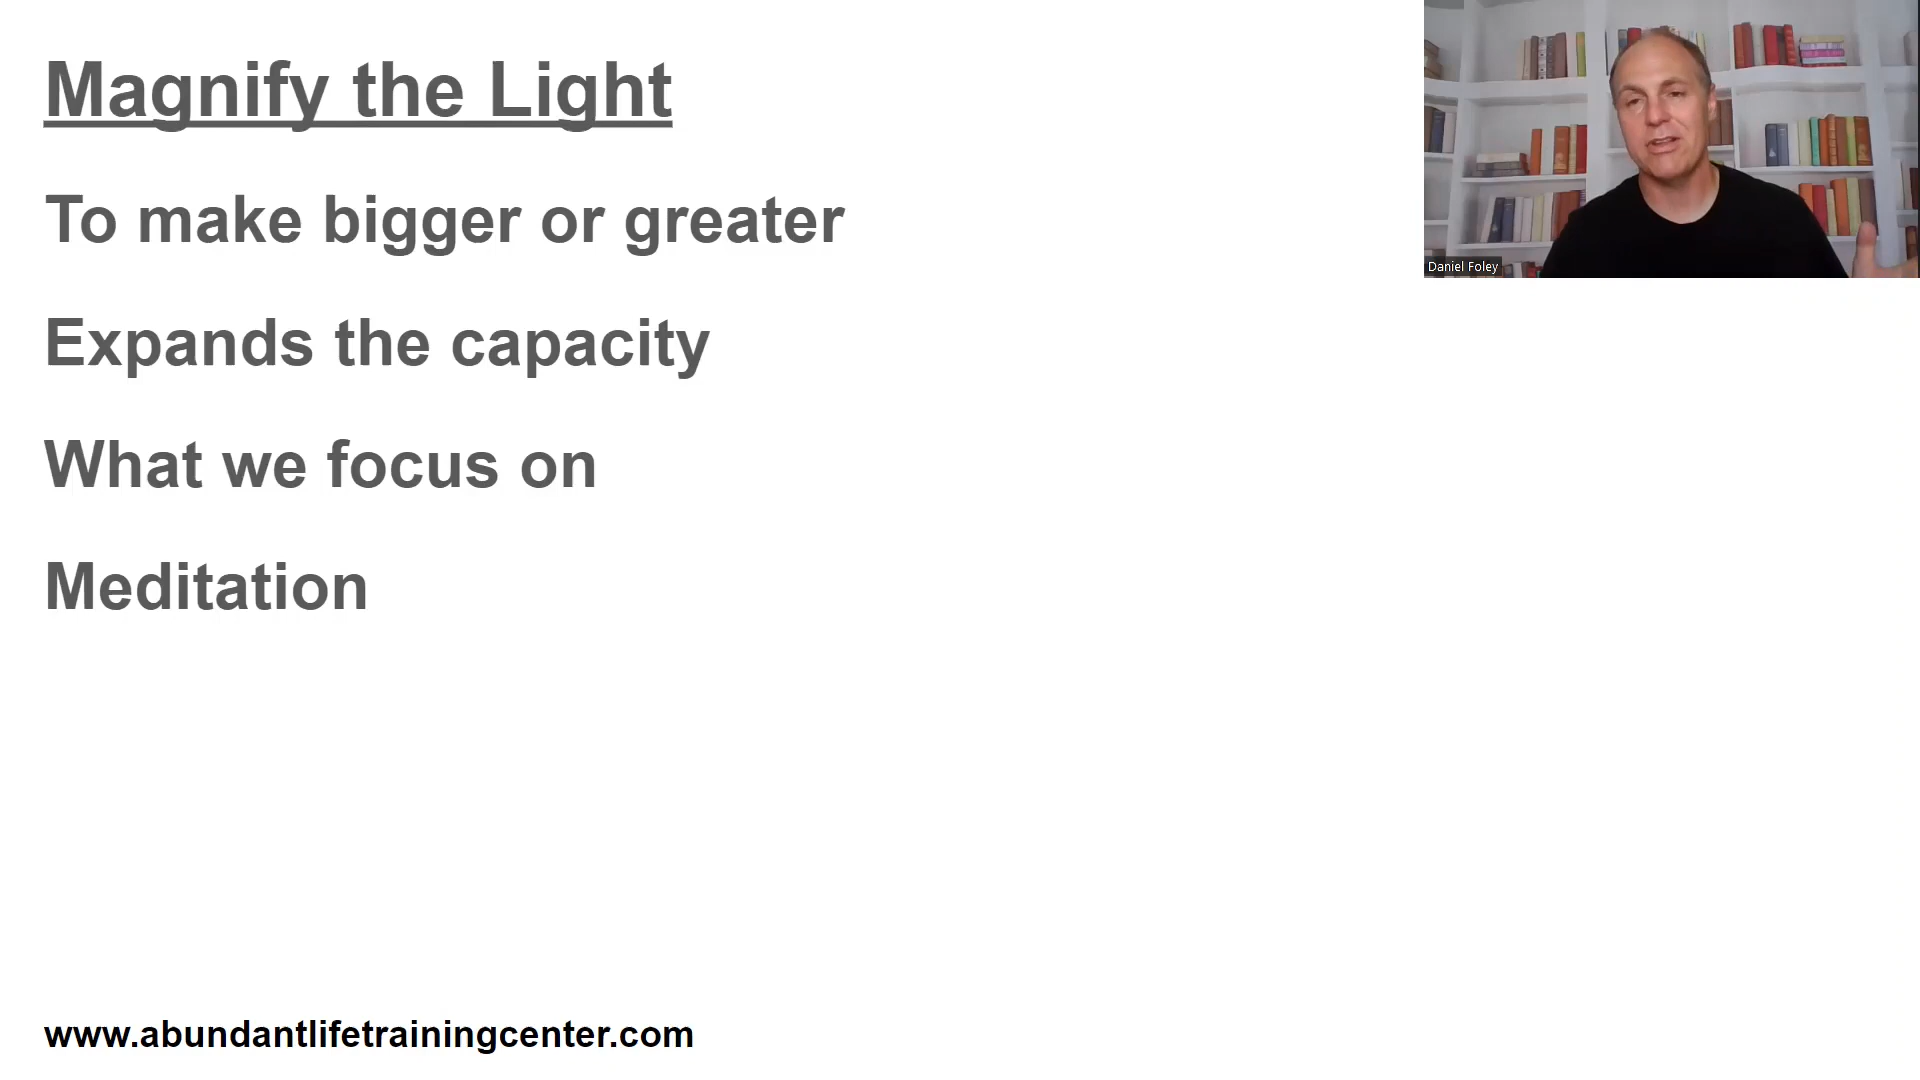 Magnify the Light
To make bigger or greater
Expands the capacity
What we focus on
Meditation
Daniel Foley
www.abundantlifetrainingcenter.com